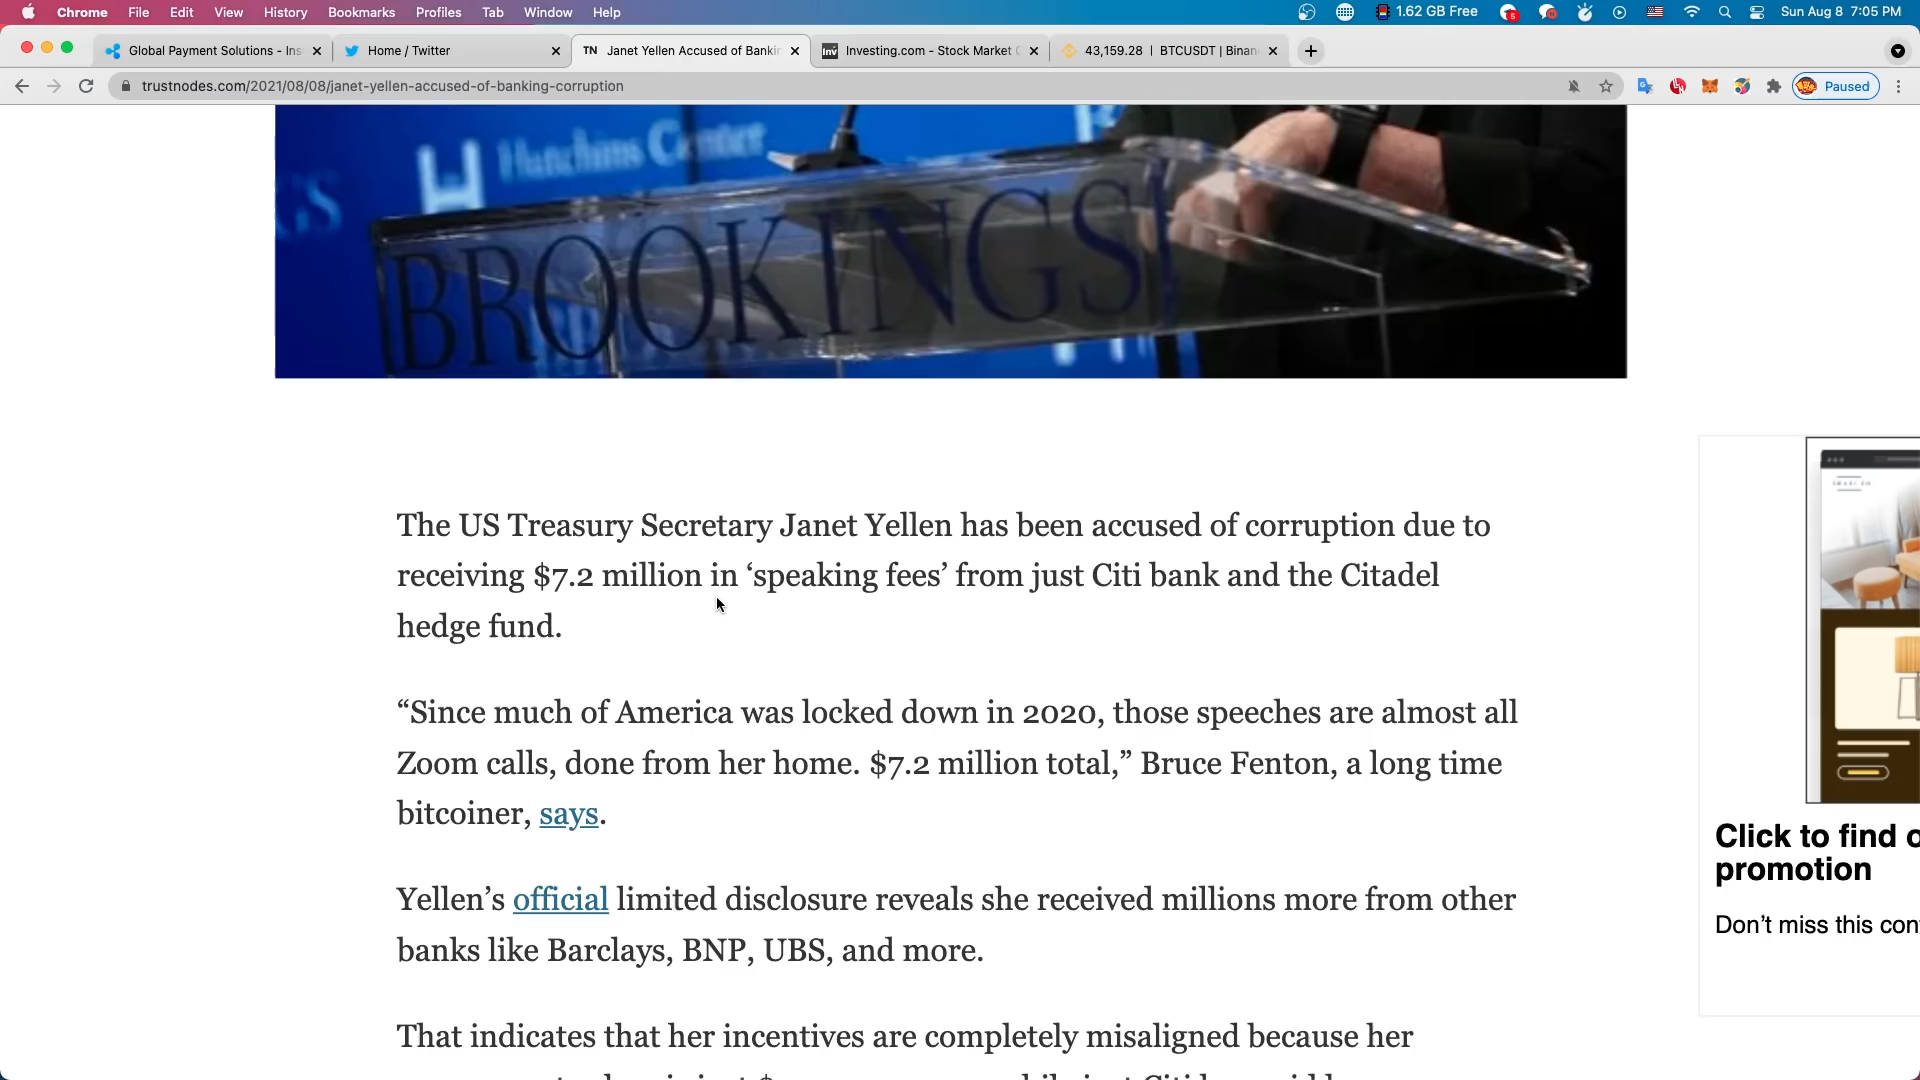 Chrome File Edit View History Bookmarks Profiles Tab Window Help 1.62 GB Free Sun Aug 8 7:05 PM
Global Payment Solutions - Ins Home / Twitter TN Janet Yellen Accused of Bankin Inv Investing.com - Stock Market 43,159.28 | BTCUSDT | Binan
trustnodes.com/2021/08/08/janet-yellen-accused-of-banking-corruption Paused
Hutchins Center
GS
BROOKINGS
The US Treasury Secretary Janet Yellen has been accused of corruption due to
receiving $7.2 million in ‘speaking fees’ from just Citi bank and the Citadel
hedge fund.
“Since much of America was locked down in 2020, those speeches are almost all
Zoom calls, done from her home. $7.2 million total,” Bruce Fenton, a long time
bitcoiner, says.
Yellen’s official limited disclosure reveals she received millions more from other
banks like Barclays, BNP, UBS, and more.
That indicates that her incentives are completely misaligned because her
Click to find o
promotion
Don’t miss this con